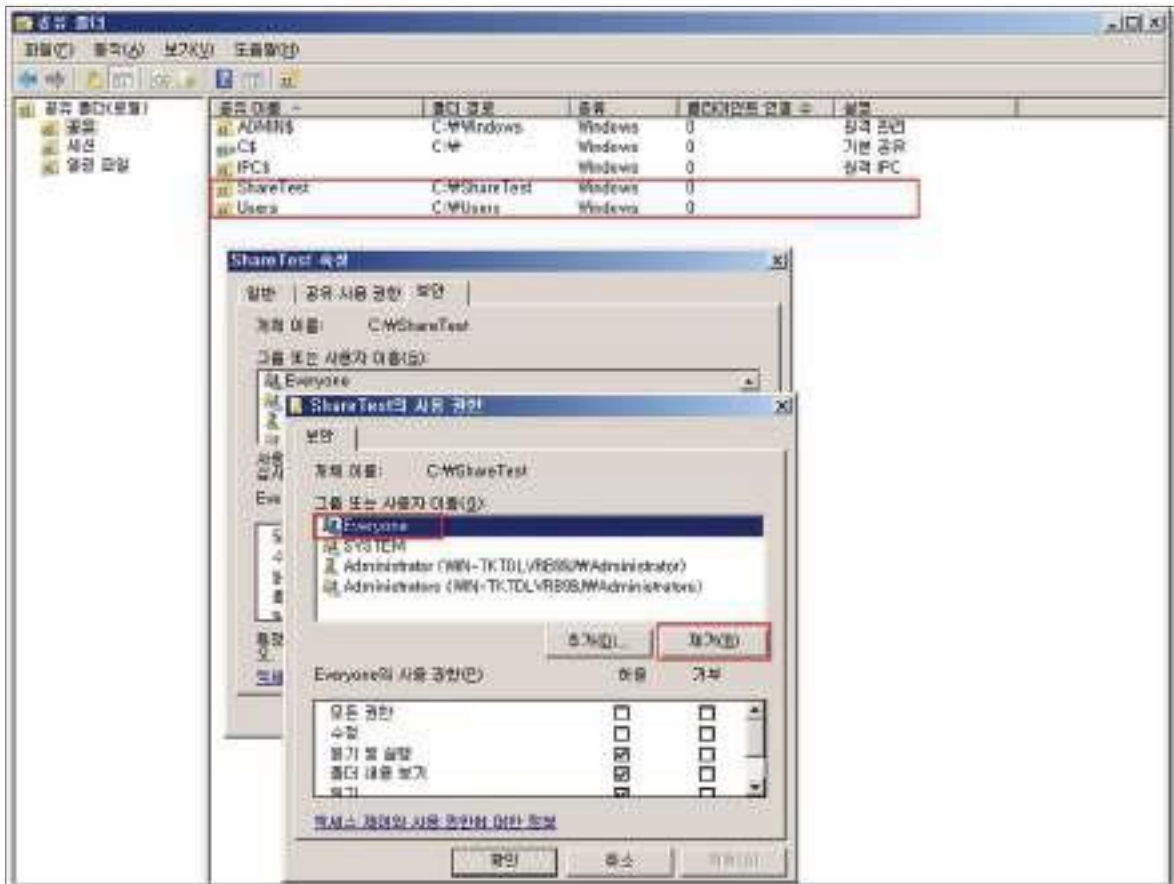 공유 폴더
파일(F) 동작(A) 보기(V) 도움말(H)
공유 폴더(로컬)
공유
세션
열린 파일
공유 이름 폴더 경로 종류 클라이언트 연결 수 설명
ADMIN$ C:\Windows Windows 0 원격 관리
C$ C:\ Windows 0 기본 공유
IPC$ Windows 0 원격 IPC
ShareTest C:\ShareTest Windows 0
Users C:\Users Windows 0
ShareTest 속성
일반 공유 사용 권한 보안
개체 이름: C:\ShareTest
그룹 또는 사용자 이름(G):
Everyone
ShareTest의 사용 권한
보안
개체 이름: C:\ShareTest
그룹 또는 사용자 이름(G):
Everyone
SYSTEM
Administrator
Administrators
추가(D)... 제거(R)
Everyone의 사용 권한(P) 허용 거부
모든 권한
수정
읽기 및 실행
폴더 내용 보기
읽기
액세스 제어와 사용 권한에 대한 정보
확인 취소